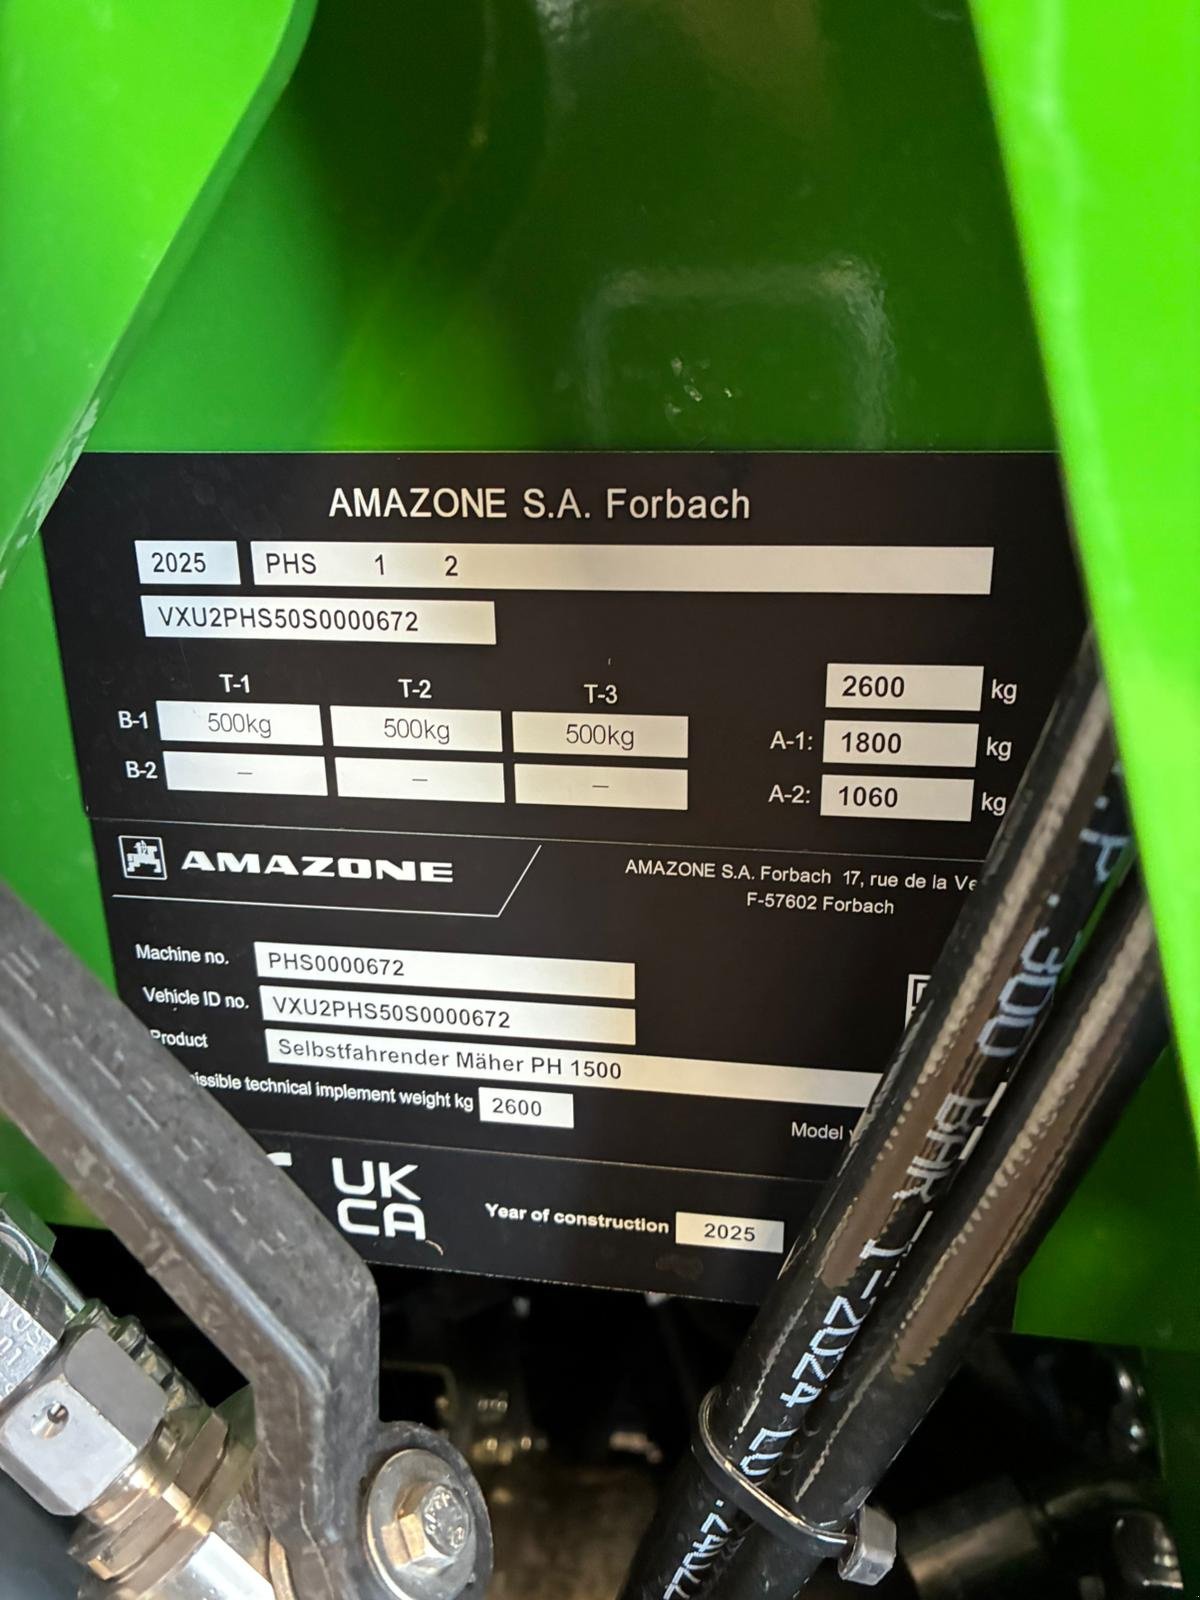 AMAZONE S.A. Forbach
2025 PHS 1 2
VXU2PHS50S0000672
T-1 T-2 T-3
B-1 500kg 500kg 500kg
B-2 – – –
2600 kg
A-1: 1800 kg
A-2: 1060 kg
AMAZONE
AMAZONE S.A. Forbach 17, rue de la
F-57602 Forbach
Machine no. PHS0000672
Vehicle ID no. VXU2PHS50S0000672
Product Selbstfahrender Mäher PH 1500
technical implement weight kg 2600
Model
UK
CA
Year of construction 2025